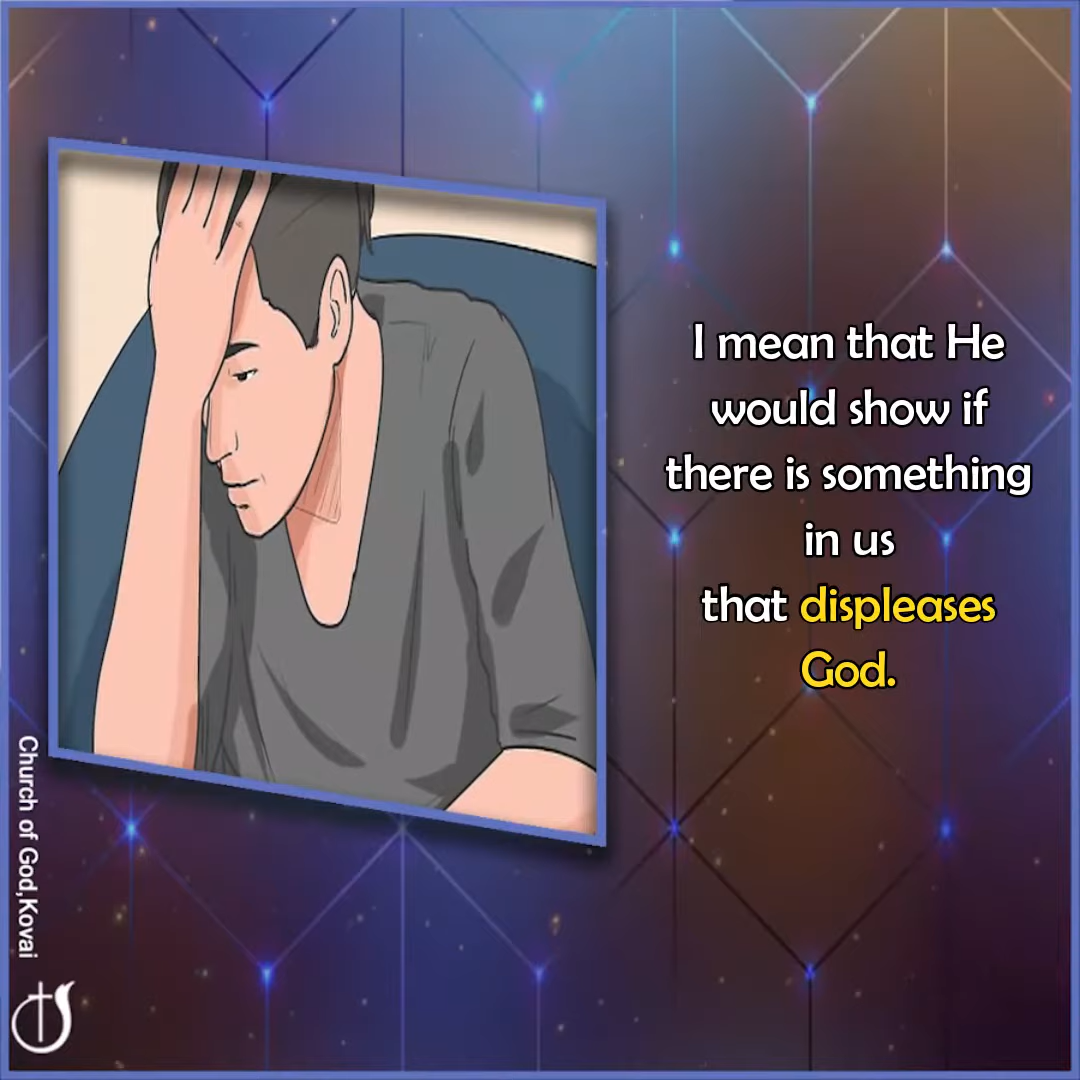 I mean that He
would show if
there is something
in us
that displeases
God.
Church of God,Kovai